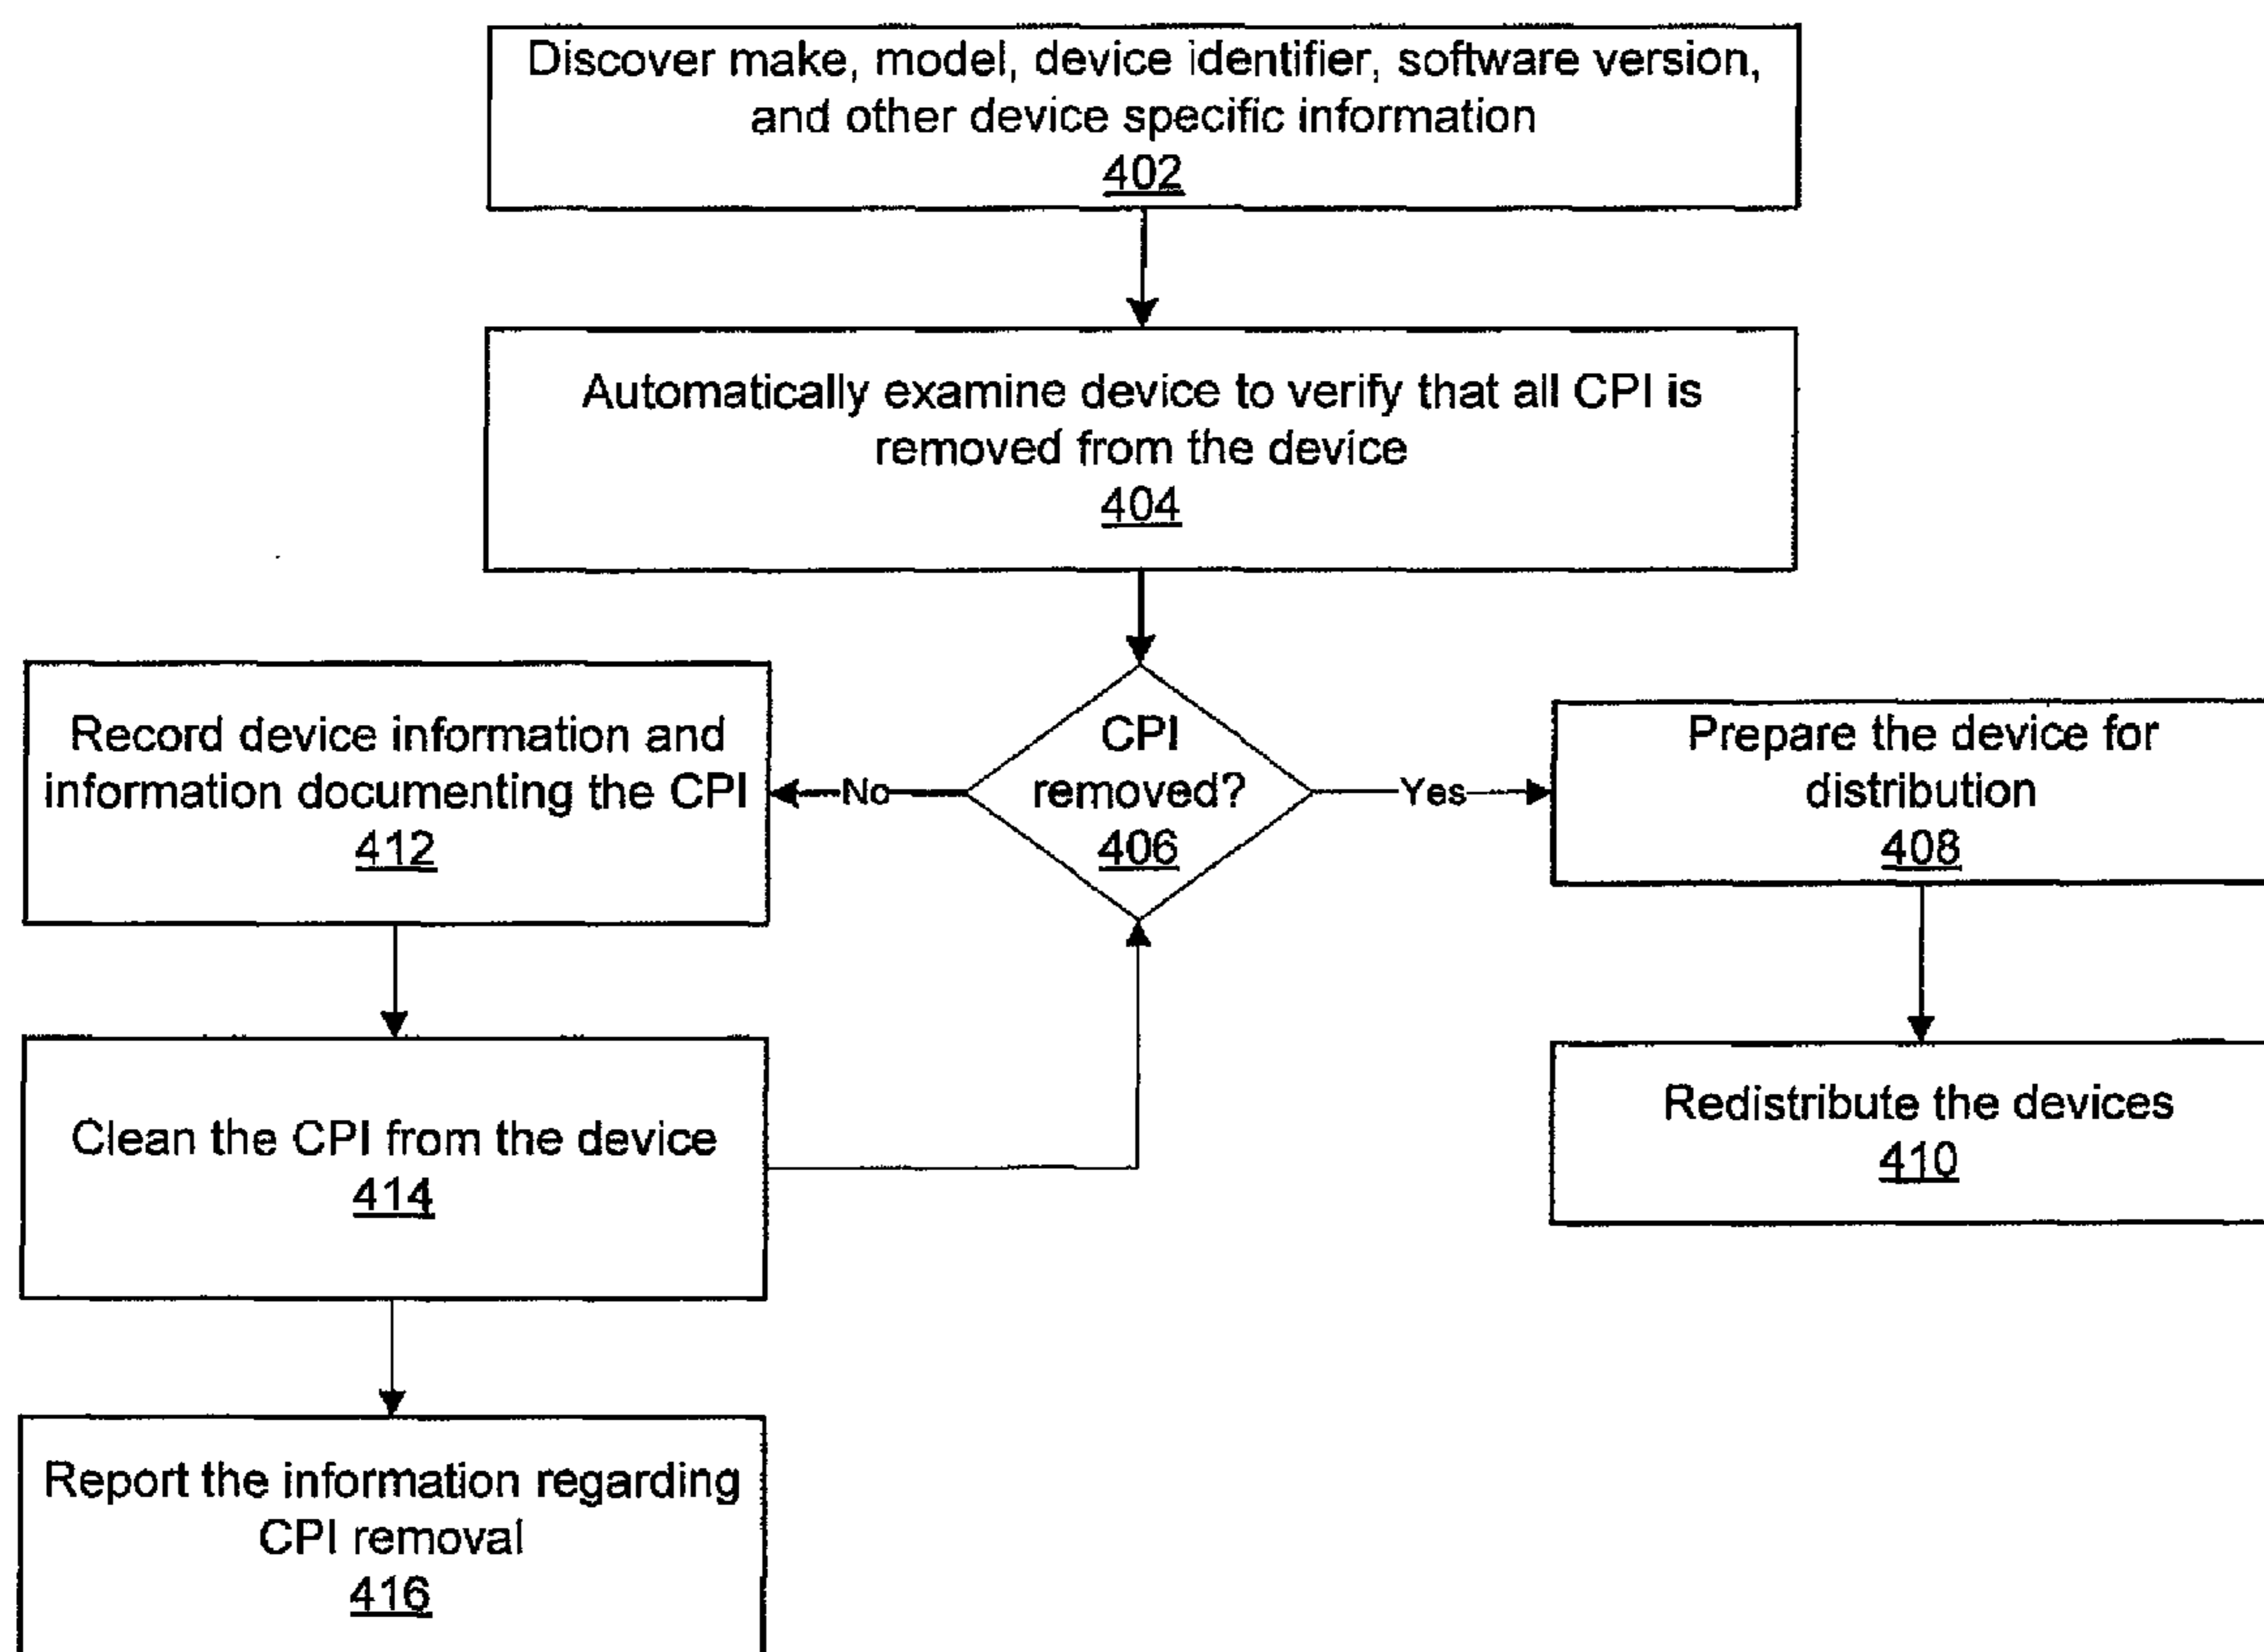 Discover make, model, device identifier, software version,
and other device specific information
402
Automatically examine device to verify that all CPI is
removed from the device
404
CPI
removed?
406
No
Yes
Record device information and
information documenting the CPI
412
Prepare the device for
distribution
408
Clean the CPI from the device
414
Redistribute the devices
410
Report the information regarding
CPI removal
416